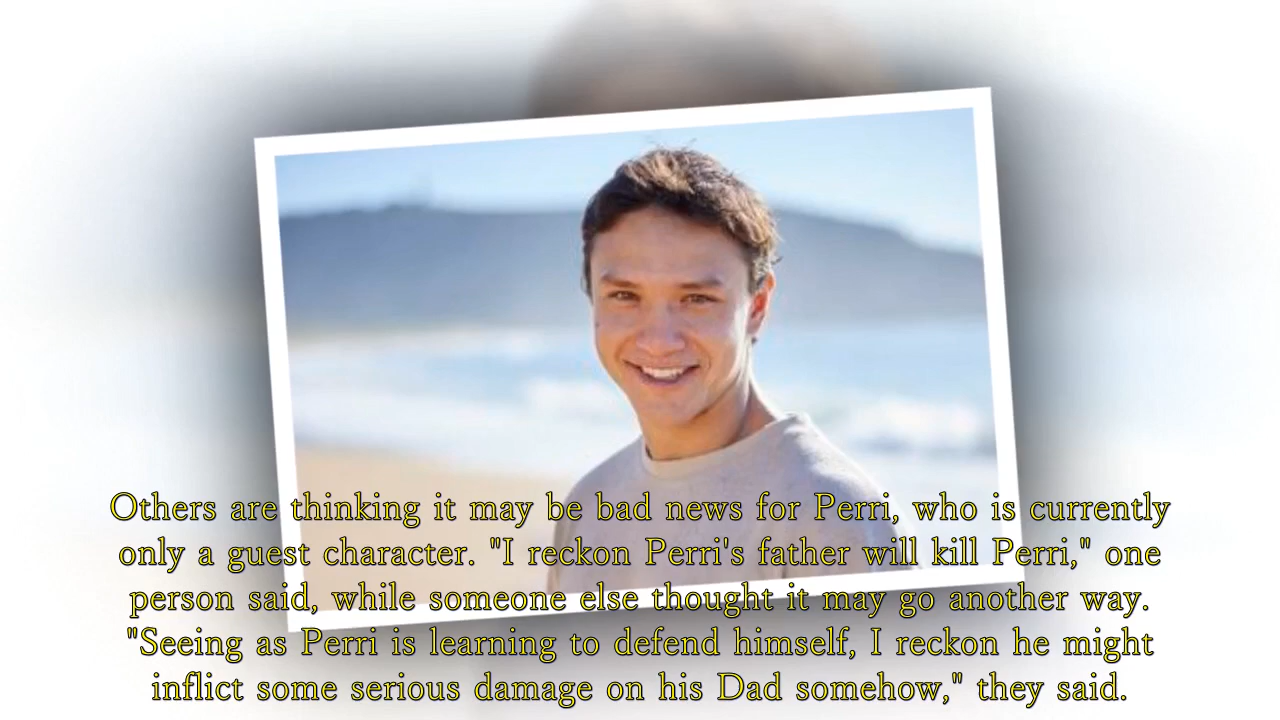 Others are thinking it may be bad news for Perri, who is currently
only a guest character. "I reckon Perri's father will kill Perri," one
person said, while someone else thought it may go another way.
"Seeing as Perri is learning to defend himself, I reckon he might
inflict some serious damage on his Dad somehow," they said.